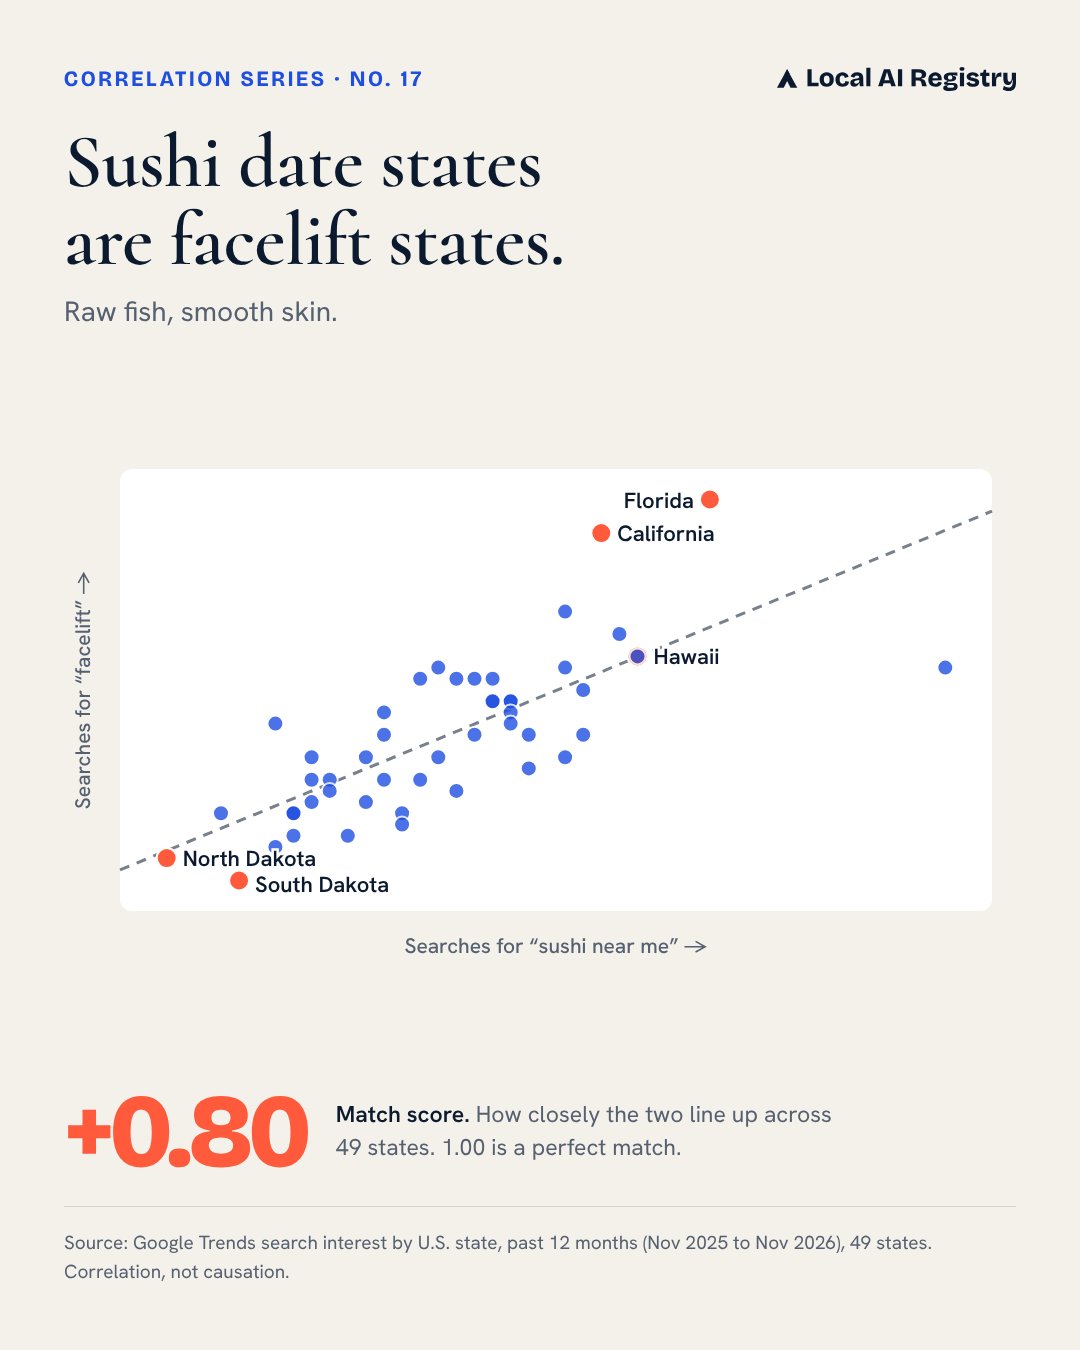 CORRELATION SERIES · NO. 17
Local AI Registry
Sushi date states
are facelift states.
Raw fish, smooth skin.
Florida
California
Hawaii
North Dakota
South Dakota
Searches for “facelift” →
Searches for “sushi near me” →
+0.80
Match score. How closely the two line up across
49 states. 1.00 is a perfect match.
Source: Google Trends search interest by U.S. state, past 12 months (Nov 2025 to Nov 2026), 49 states.
Correlation, not causation.